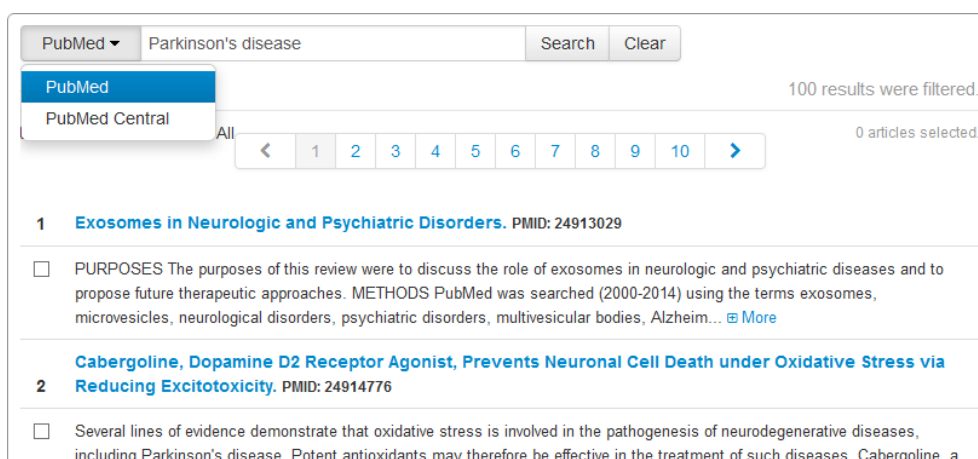 PubMed Parkinson's disease Search Clear
PubMed
100 results were filtered.
PubMed Central
All
0 articles selected
1 2 3 4 5 6 7 8 9 10
1 Exosomes in Neurologic and Psychiatric Disorders. PMID: 24913029
PURPOSES The purposes of this review were to discuss the role of exosomes in neurologic and psychiatric diseases and to
propose future therapeutic approaches. METHODS PubMed was searched (2000-2014) using the terms exosomes,
microvesicles, neurological disorders, psychiatric disorders, multivesicular bodies, Alzheim... More
Cabergoline, Dopamine D2 Receptor Agonist, Prevents Neuronal Cell Death under Oxidative Stress via
2 Reducing Excitotoxicity. PMID: 24914776
Several lines of evidence demonstrate that oxidative stress is involved in the pathogenesis of neurodegenerative diseases,
including Parkinson's disease. Potent antioxidants may therefore be effective in the treatment of such diseases. Cabergoline, a